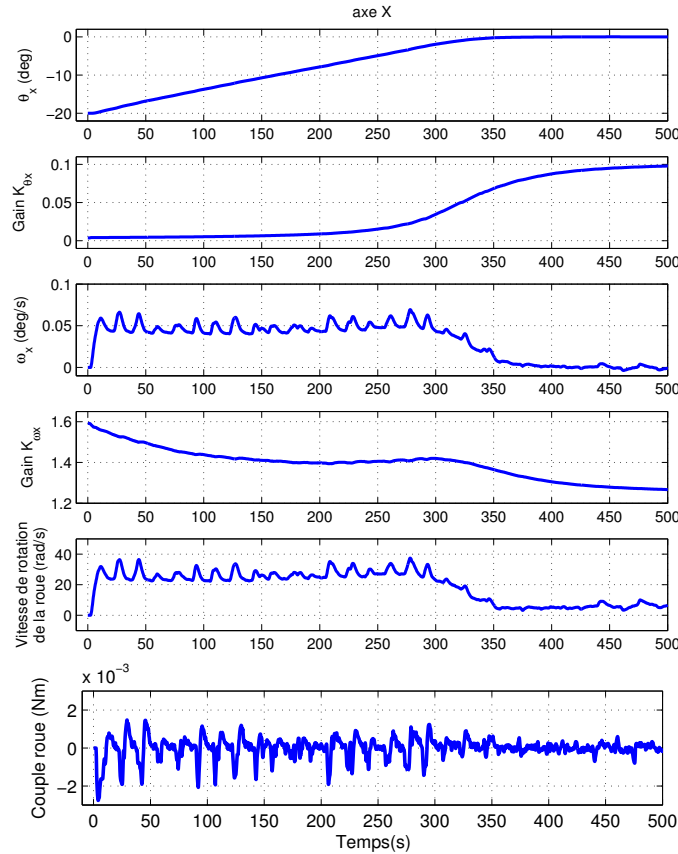 axe X
0
−10
−20
θx (deg)
0 50 100 150 200 250 300 350 400 450 500
0.1
0.05
0
Gain Kθx
0 50 100 150 200 250 300 350 400 450 500
0.1
0.05
0
ωx (deg/s)
0 50 100 150 200 250 300 350 400 450 500
1.6
1.4
1.2
Gain Kωx
0 50 100 150 200 250 300 350 400 450 500
40
20
0
Vitesse de rotation
de la roue (rad/s)
0 50 100 150 200 250 300 350 400 450 500
x 10−3
2
0
−2
Couple roue (Nm)
0 50 100 150 200 250 300 350 400 450 500
Temps(s)